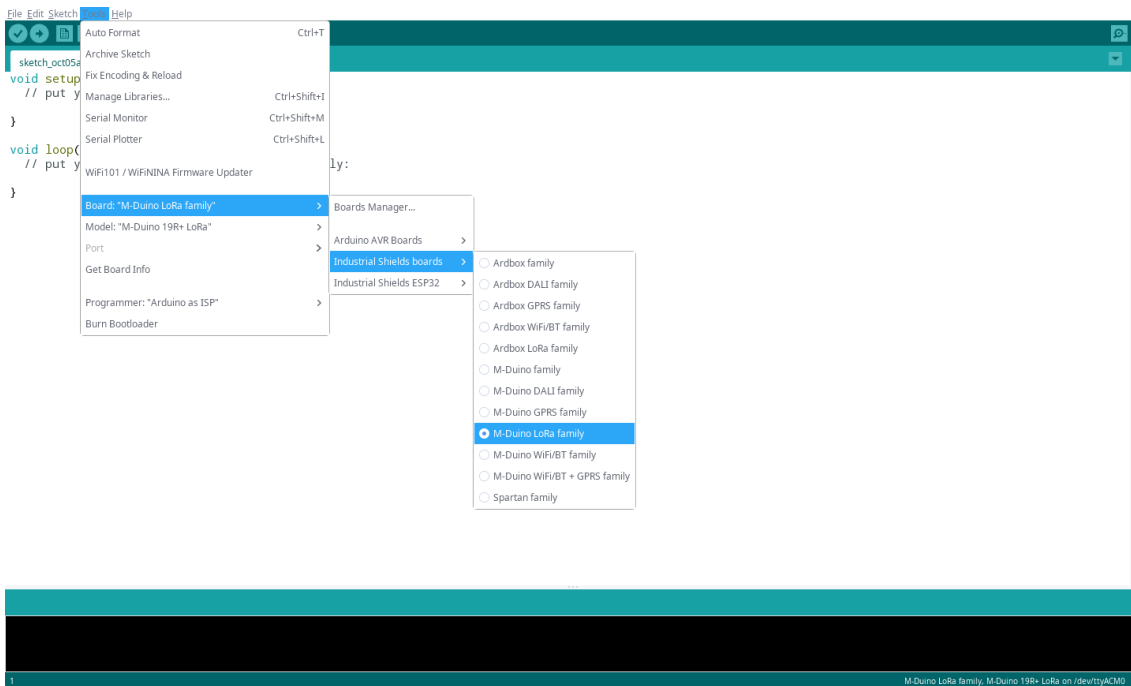 File Edit Sketch Tools Help
sketch_oct05a
void setup
// put y
}
void loop(
// put y
ly:
}
Auto Format Ctrl+T
Archive Sketch
Fix Encoding & Reload
Manage Libraries... Ctrl+Shift+I
Serial Monitor Ctrl+Shift+M
Serial Plotter Ctrl+Shift+L
WiFi101 / WiFiNINA Firmware Updater
Board: "M-Duino LoRa family"
Model: "M-Duino 19R+ LoRa"
Port
Get Board Info
Programmer: "Arduino as ISP"
Burn Bootloader
Boards Manager...
Arduino AVR Boards
Industrial Shields boards
Industrial Shields ESP32
Ardbox family
Ardbox DALI family
Ardbox GPRS family
Ardbox WiFi/BT family
Ardbox LoRa family
M-Duino family
M-Duino DALI family
M-Duino GPRS family
M-Duino LoRa family
M-Duino WiFi/BT family
M-Duino WiFi/BT + GPRS family
Spartan family
1
M-Duino LoRa family, M-Duino 19R+ LoRa on /dev/ttyACM0